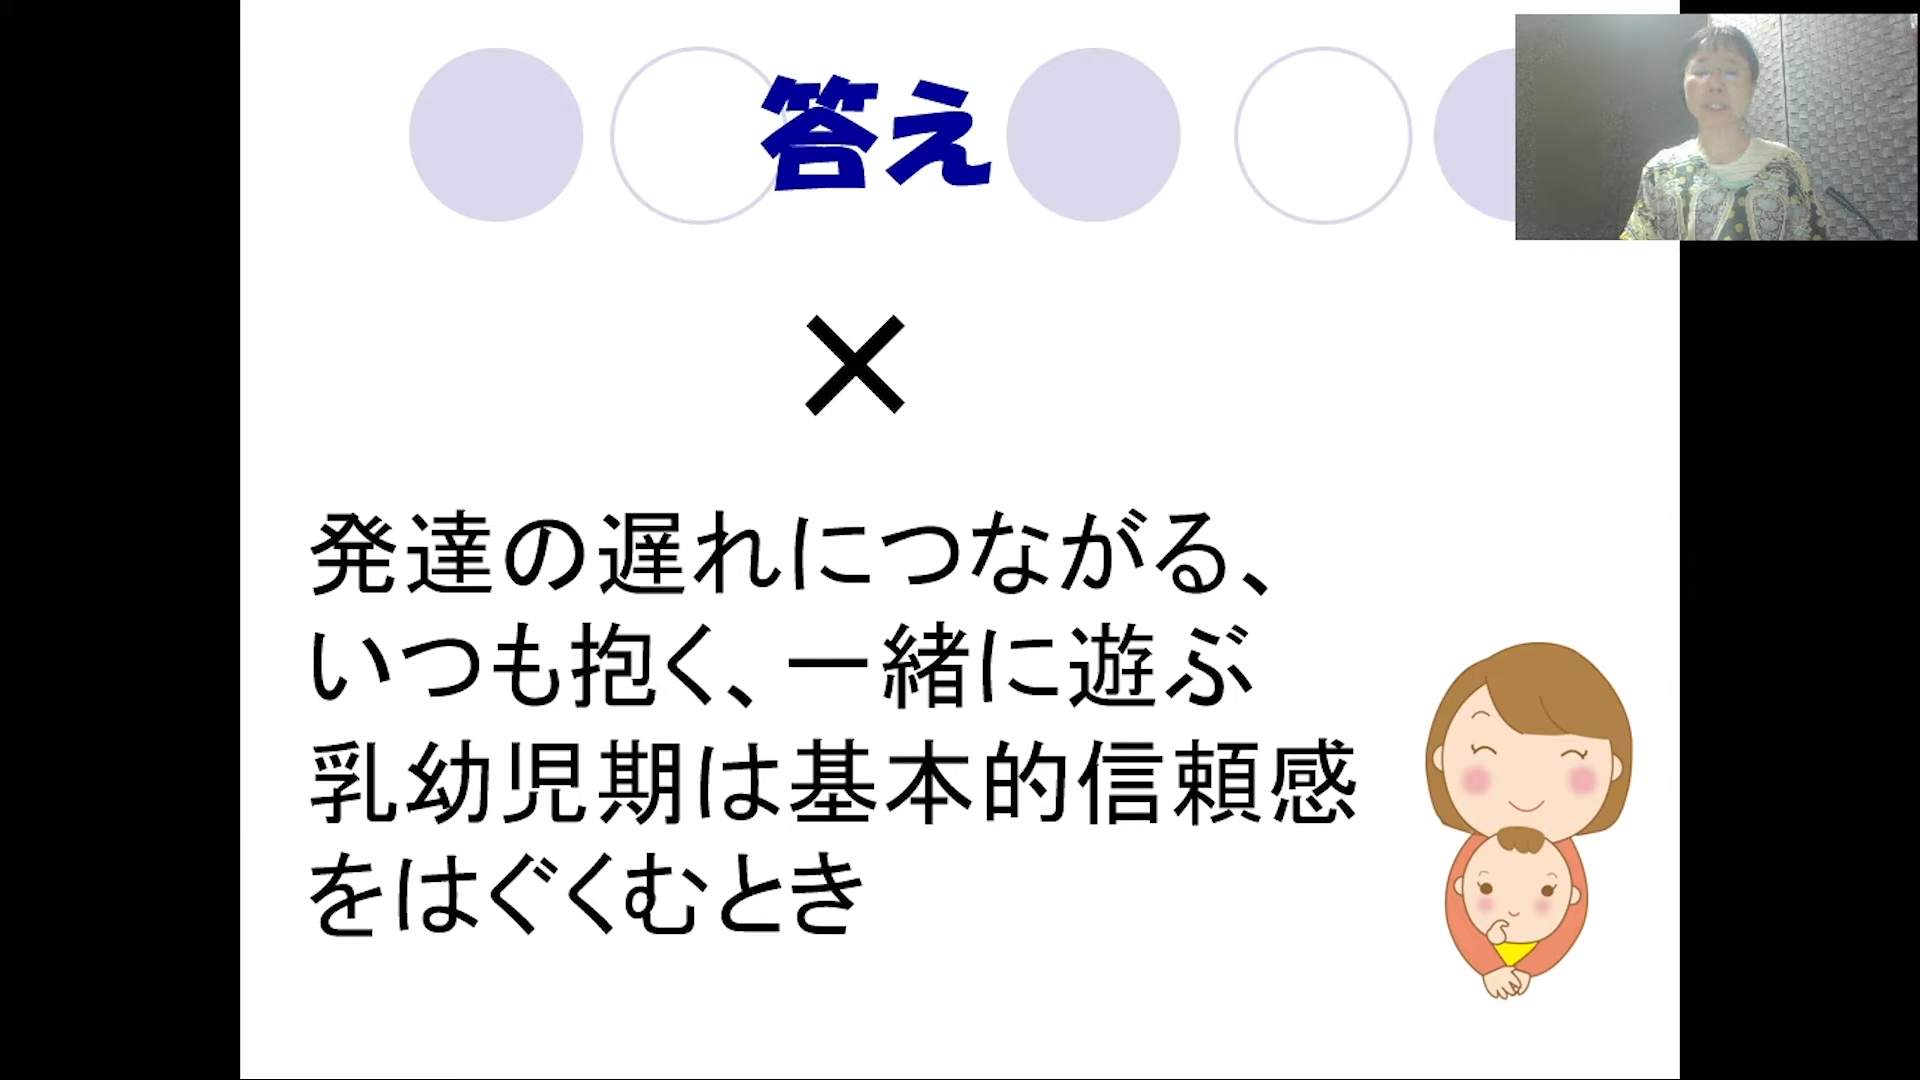 答え
×
発達の遅れにつながる、
いつも抱く、一緒に遊ぶ
乳幼児期は基本的信頼感
をはぐくむとき